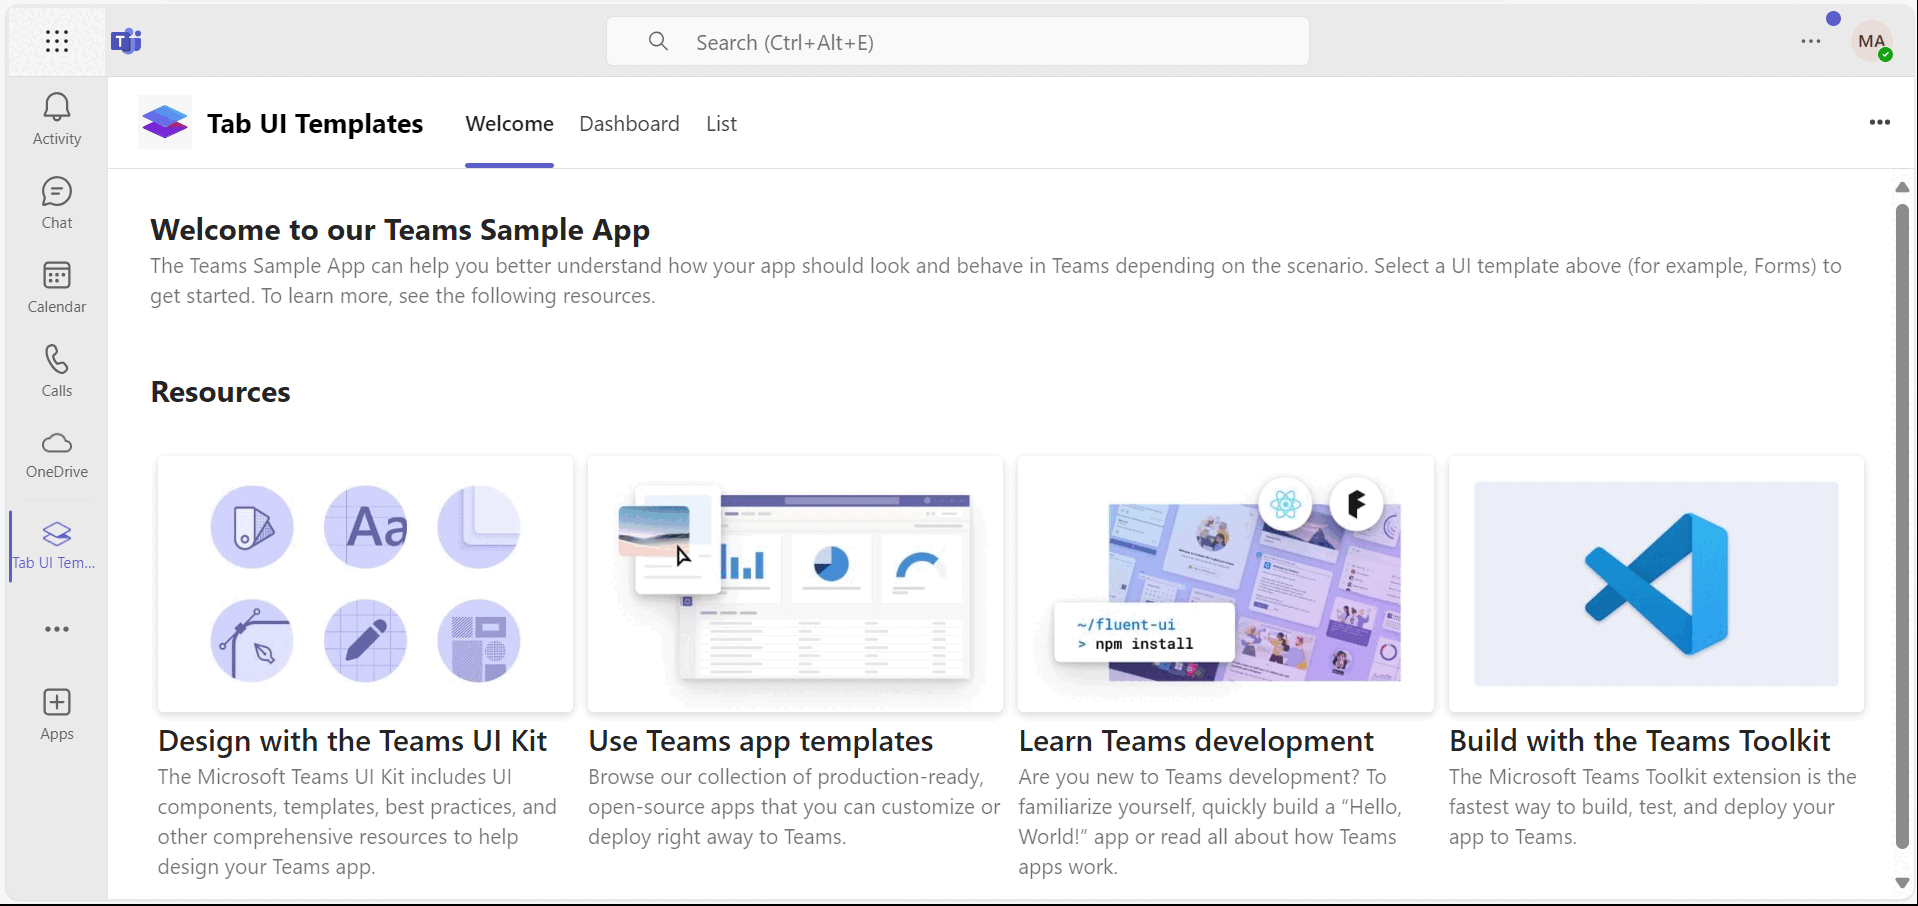 Search (Ctrl+Alt+E)
MA
Activity
Chat
Calendar
Calls
OneDrive
Tab UI Tem...
Apps
Tab UI Templates
Welcome
Dashboard
List
Welcome to our Teams Sample App
The Teams Sample App can help you better understand how your app should look and behave in Teams depending on the scenario. Select a UI template above (for example, Forms) to
get started. To learn more, see the following resources.
Resources
Aa
~/fluent-ui
> npm install
Design with the Teams UI Kit
The Microsoft Teams UI Kit includes UI
components, templates, best practices, and
other comprehensive resources to help
design your Teams app.
Use Teams app templates
Browse our collection of production-ready,
open-source apps that you can customize or
deploy right away to Teams.
Learn Teams development
Are you new to Teams development? To
familiarize yourself, quickly build a “Hello,
World!” app or read all about how Teams
apps work.
Build with the Teams Toolkit
The Microsoft Teams Toolkit extension is the
fastest way to build, test, and deploy your
app to Teams.